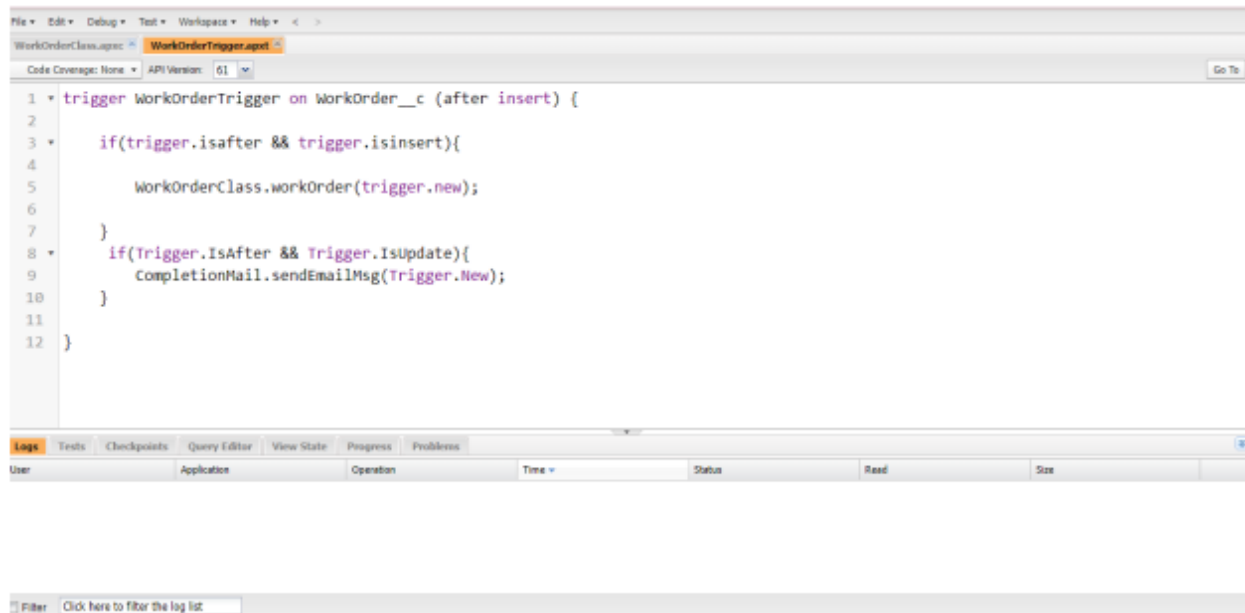 File Edit Debug Test Workspace Help < >
WorkOrderClass.apxc WorkOrderTrigger.apxt
Code Coverage: None API Version: 61 Go To
1 trigger WorkOrderTrigger on WorkOrder__c (after insert) {
2
3 if(trigger.isafter && trigger.isinsert){
4
5 WorkOrderClass.workOrder(trigger.new);
6
7 }
8 if(Trigger.IsAfter && Trigger.IsUpdate){
9 CompletionMail.sendEmailMsg(Trigger.New);
10 }
11
12 }
Logs Tests Checkpoints Query Editor View State Progress Problems
User Application Operation Time Status Read Size
Filter Click here to filter the log list